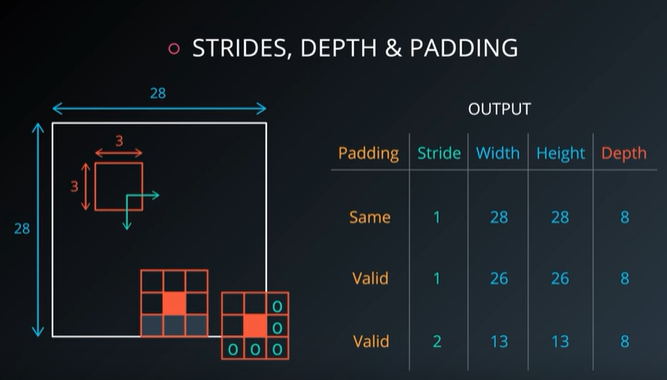 STRIDES, DEPTH & PADDING
28
3
3
28
0
0
0 0 0
OUTPUT
Padding Stride Width Height Depth
Same 1 28 28 8
Valid 1 26 26 8
Valid 2 13 13 8